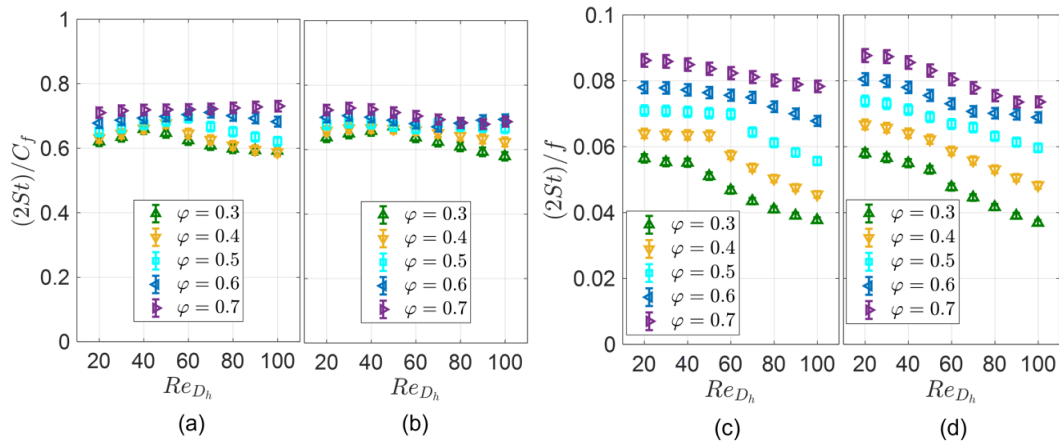 (2St)/C_f
1
0.8
0.6
0.4
0.2
0
φ = 0.3
φ = 0.4
φ = 0.5
φ = 0.6
φ = 0.7
20 40 60 80 100
Re_{D_h}
(a)
φ = 0.3
φ = 0.4
φ = 0.5
φ = 0.6
φ = 0.7
20 40 60 80 100
Re_{D_h}
(b)
(2St)/f
0.1
0.08
0.06
0.04
0.02
0
φ = 0.3
φ = 0.4
φ = 0.5
φ = 0.6
φ = 0.7
20 40 60 80 100
Re_{D_h}
(c)
φ = 0.3
φ = 0.4
φ = 0.5
φ = 0.6
φ = 0.7
20 40 60 80 100
Re_{D_h}
(d)